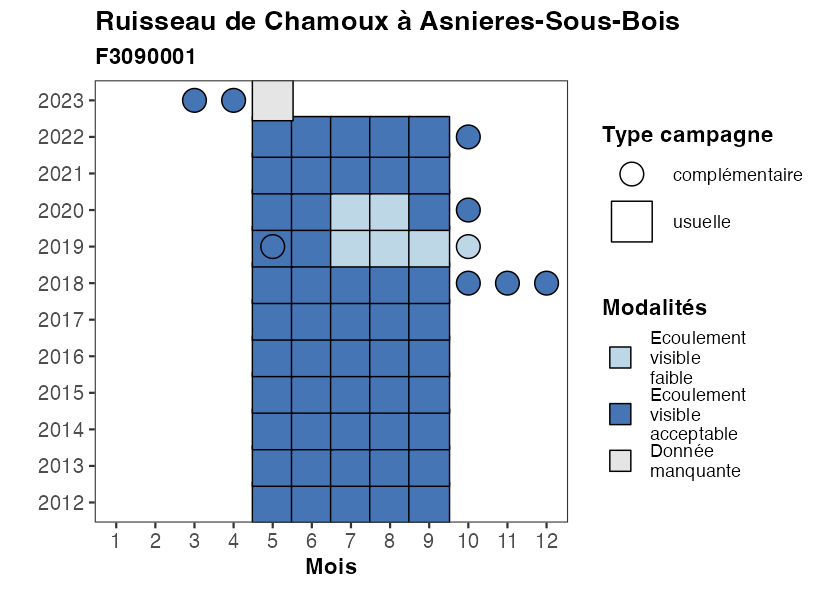 Ruisseau de Chamoux à Asnieres-Sous-Bois
F3090001
2023
2022
2021
2020
2019
2018
2017
2016
2015
2014
2013
2012
1 2 3 4 5 6 7 8 9 10 11 12
Mois
Type campagne
complémentaire
usuelle
Modalités
Ecoulement
visible
faible
Ecoulement
visible
acceptable
Donnée
manquante